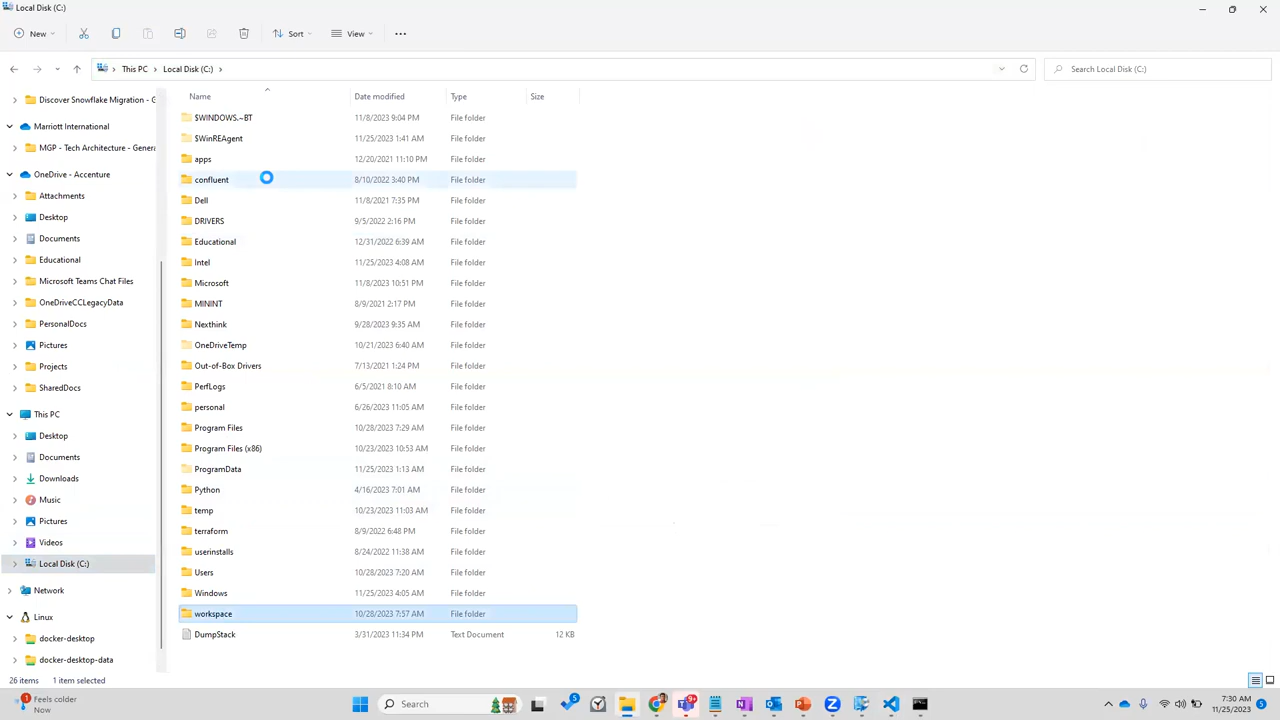 Local Disk (C:)
New
Sort
View
This PC
Local Disk (C:)
Search Local Disk (C:)
Discover Snowflake Migration - G
Marriott International
MGP - Tech Architecture - Genera
OneDrive - Accenture
Attachments
Desktop
Documents
Educational
Microsoft Teams Chat Files
OneDriveCCLegacyData
PersonalDocs
Pictures
Projects
SharedDocs
This PC
Desktop
Documents
Downloads
Music
Pictures
Videos
Local Disk (C:)
Network
Linux
docker-desktop
docker-desktop-data
Name Date modified Type Size
$WINDOWS.~BT 11/8/2023 9:04 PM File folder
$WinREAgent 11/25/2023 1:41 AM File folder
apps 12/20/2021 11:10 PM File folder
confluent 8/10/2022 3:40 PM File folder
Dell 11/8/2021 7:35 PM File folder
DRIVERS 9/5/2022 2:16 PM File folder
Educational 12/31/2022 6:39 AM File folder
Intel 11/25/2023 4:08 AM File folder
Microsoft 11/8/2023 10:51 PM File folder
MININT 8/9/2021 2:17 PM File folder
Nexthink 9/28/2023 9:35 AM File folder
OneDriveTemp 10/21/2023 6:40 AM File folder
Out-of-Box Drivers 7/13/2021 1:24 PM File folder
PerfLogs 6/5/2021 8:10 AM File folder
personal 6/26/2023 11:05 AM File folder
Program Files 10/28/2023 7:29 AM File folder
Program Files (x86) 10/23/2023 10:53 AM File folder
ProgramData 11/25/2023 1:13 AM File folder
Python 4/16/2023 7:01 AM File folder
temp 10/23/2023 11:03 AM File folder
terraform 8/9/2022 6:48 PM File folder
userinstalls 8/24/2022 11:38 AM File folder
Users 10/28/2023 7:20 AM File folder
Windows 11/25/2023 4:05 AM File folder
workspace 10/28/2023 7:57 AM File folder
DumpStack 3/31/2023 11:34 PM Text Document 12 KB
26 items 1 item selected
1
Feels colder
Now
Search
5
9+
7:30 AM
11/25/2023
5